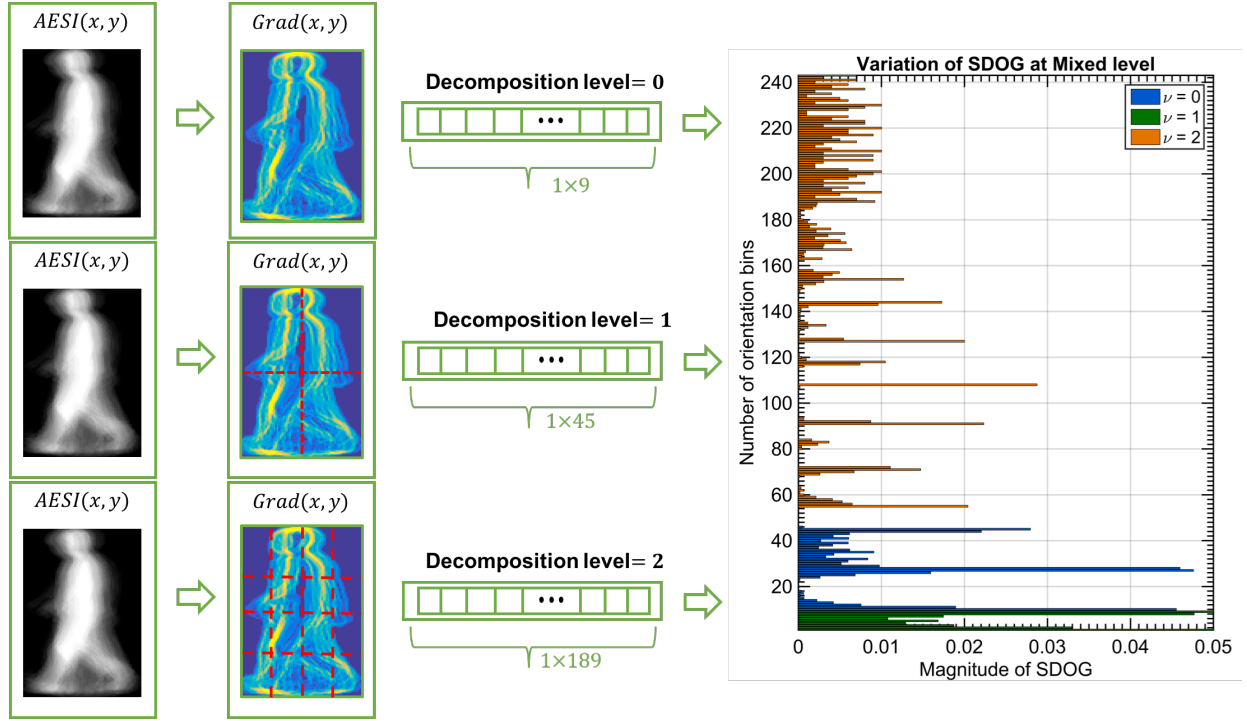 AESI(x, y)
Grad(x, y)
Decomposition level= 0
•••
1×9
AESI(x, y)
Grad(x, y)
Decomposition level= 1
•••
1×45
AESI(x, y)
Grad(x, y)
Decomposition level= 2
•••
1×189
Variation of SDOG at Mixed level
ν = 0
ν = 1
ν = 2
Number of orientation bins
240
220
200
180
160
140
120
100
80
60
40
20
0 0.01 0.02 0.03 0.04 0.05
Magnitude of SDOG